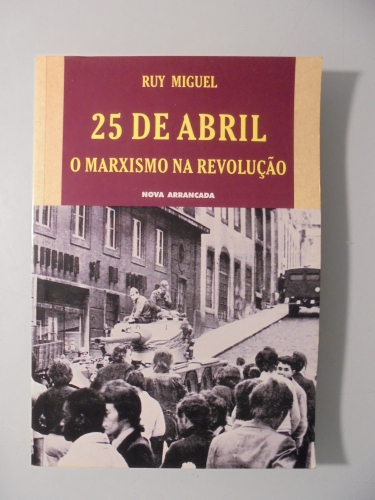 RUY MIGUEL
25 DE ABRIL
O MARXISMO NA REVOLUÇÃO
NOVA ARRANCADA